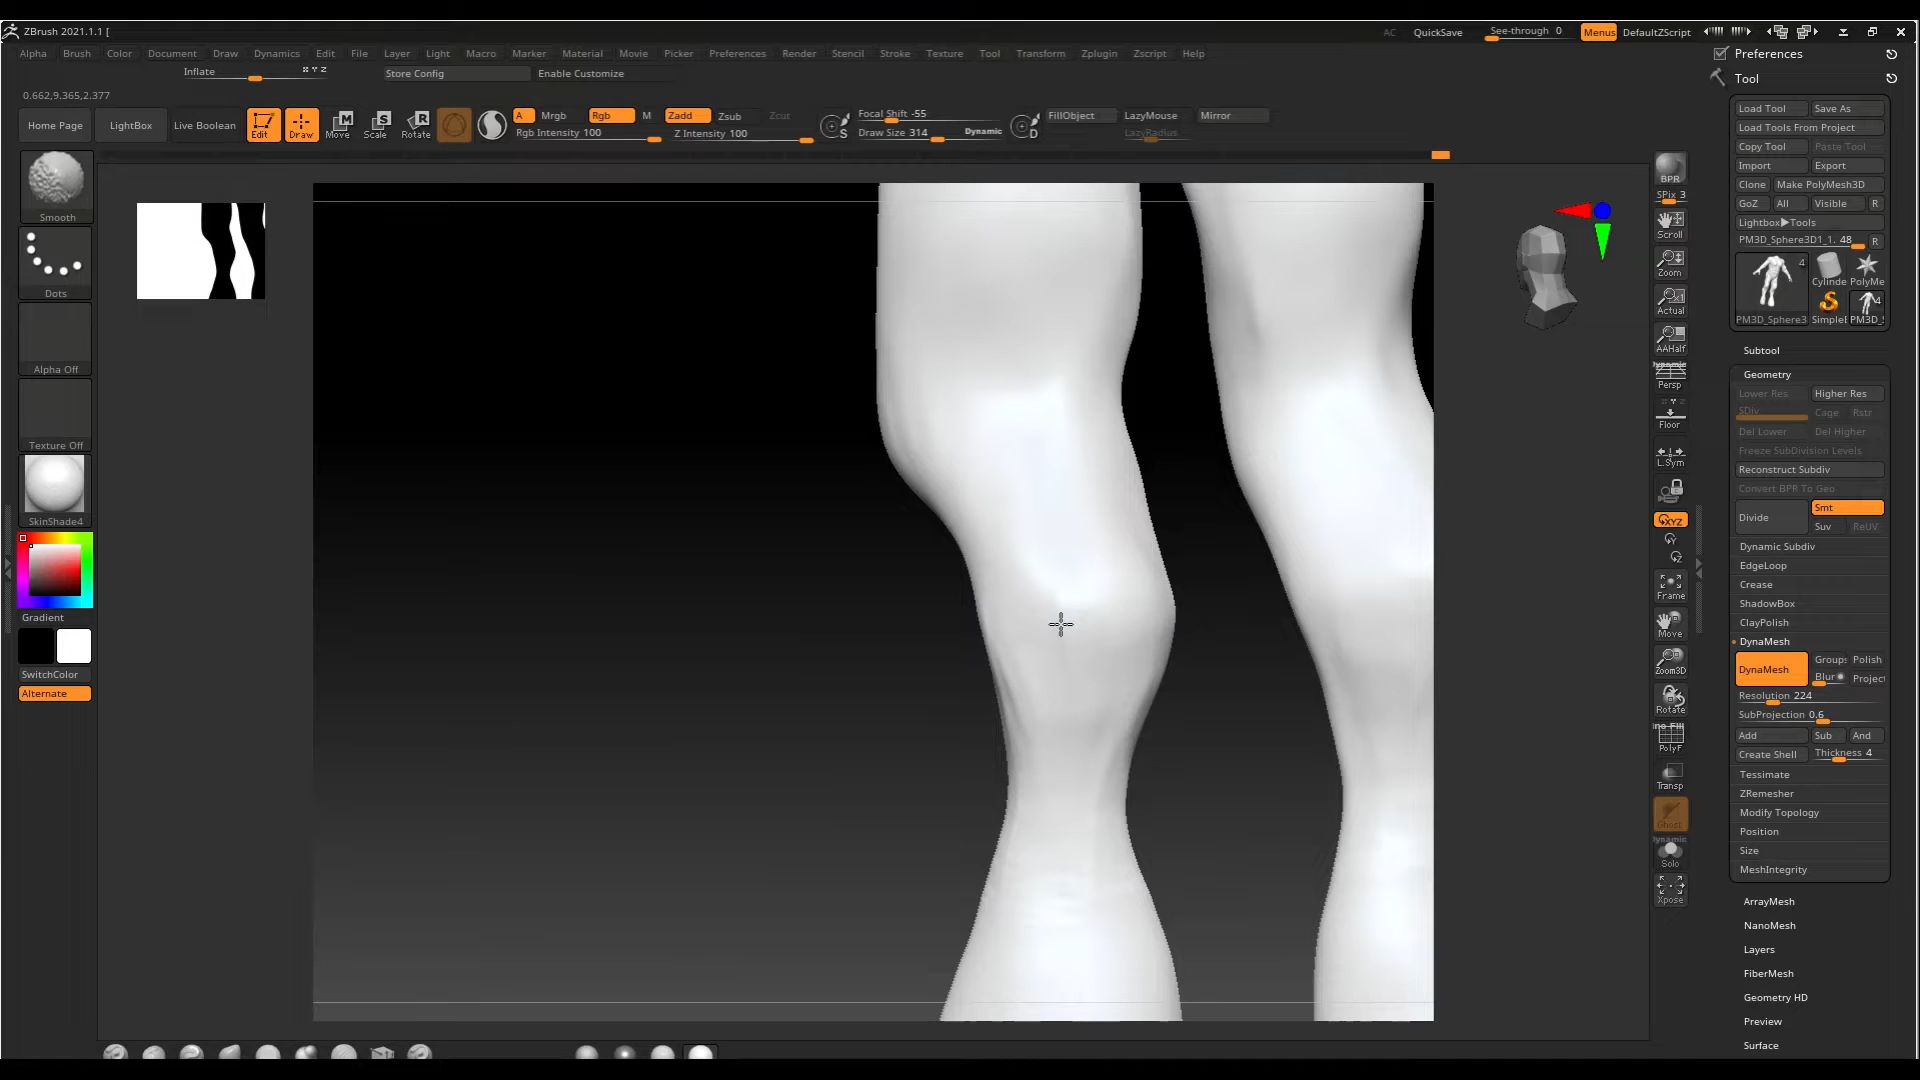 ZBrush 2021.1.1 [
AC QuickSave See-through 0 Menus DefaultZScript
Alpha Brush Color Document Draw Dynamics Edit File Layer Light Macro Marker Material Movie Picker Preferences Render Stencil Stroke Texture Tool Transform Zplugin Zscript Help
Inflate X Y Z Store Config Enable Customize
0.662,9.365,2.377
Home Page LightBox Live Boolean Edit Draw Move Scale Rotate
A Mrgb Rgb M Zadd Zsub Zcut
Rgb Intensity 100 Z Intensity 100
Focal Shift -55
Draw Size 314 Dynamic
FillObject LazyMouse Mirror
LazyRadius
Smooth
Dots
Alpha Off
Texture Off
SkinShade4
Gradient
SwitchColor
Alternate
BPR
SPix 3
Scroll
Zoom
Actual
AAHalf
Dynamic
Persp
Floor
L.Sym
XYZ
Frame
Move
Zoom3D
Rotate
PolyF
Transp
Ghost
Dynamic
Solo
Xpose
Preferences
Tool
Load Tool Save As
Load Tools From Project
Copy Tool Paste Tool
Import Export
Clone Make PolyMesh3D
GoZ All Visible R
Lightbox▶Tools
PM3D_Sphere3D1_1. 48 R
4
Cylinde PolyMe
4
PM3D_Sphere3 SimpleE PM3D_S
Subtool
Geometry
Lower Res Higher Res
SDiv Cage Rstr
Del Lower Del Higher
Freeze SubDivision Levels
Reconstruct Subdiv
Convert BPR To Geo
Divide Smt
Suv ReUV
Dynamic Subdiv
EdgeLoop
Crease
ShadowBox
ClayPolish
DynaMesh
DynaMesh Groups Polish
Blur Project
Resolution 224
SubProjection 0.6
Add Sub And
Create Shell Thickness 4
Tessimate
ZRemesher
Modify Topology
Position
Size
MeshIntegrity
ArrayMesh
NanoMesh
Layers
FiberMesh
Geometry HD
Preview
Surface